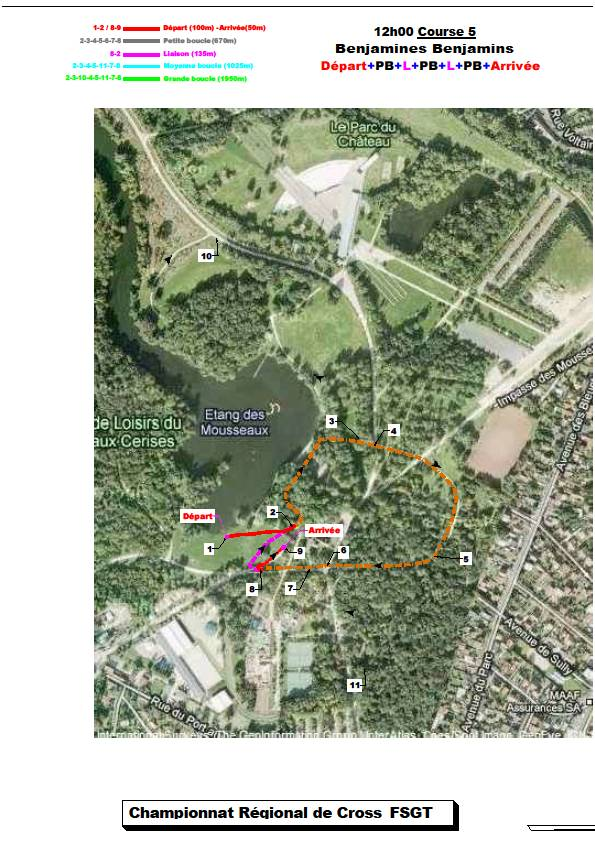 1-2 / 8-9 Départ (100m) -Arrivée(50m)
2-3-4-5-6-7-8 Petite boucle(670m)
8-2 Liaison (135m)
2-3-4-5-11-7-8 Moyenne boucle (1025m)
2-3-10-4-5-11-7-8 Grande boucle (1950m)
12h00 Course 5
Benjamines Benjamins
Départ+PB+L+PB+L+PB+Arrivée
Le Parc du
Château
Rue Voltair
10
Impasse des Mousse
Avenue des Bleue
de Loisirs du
aux Cerises
Etang des
Mousseaux
3
4
Départ
2
Arrivée
1
9
6
5
8
7
Avenue de Sully
Avenue du Parc
11
MAAF
Assurances SA
Rue du Port
Championnat Régional de Cross FSGT